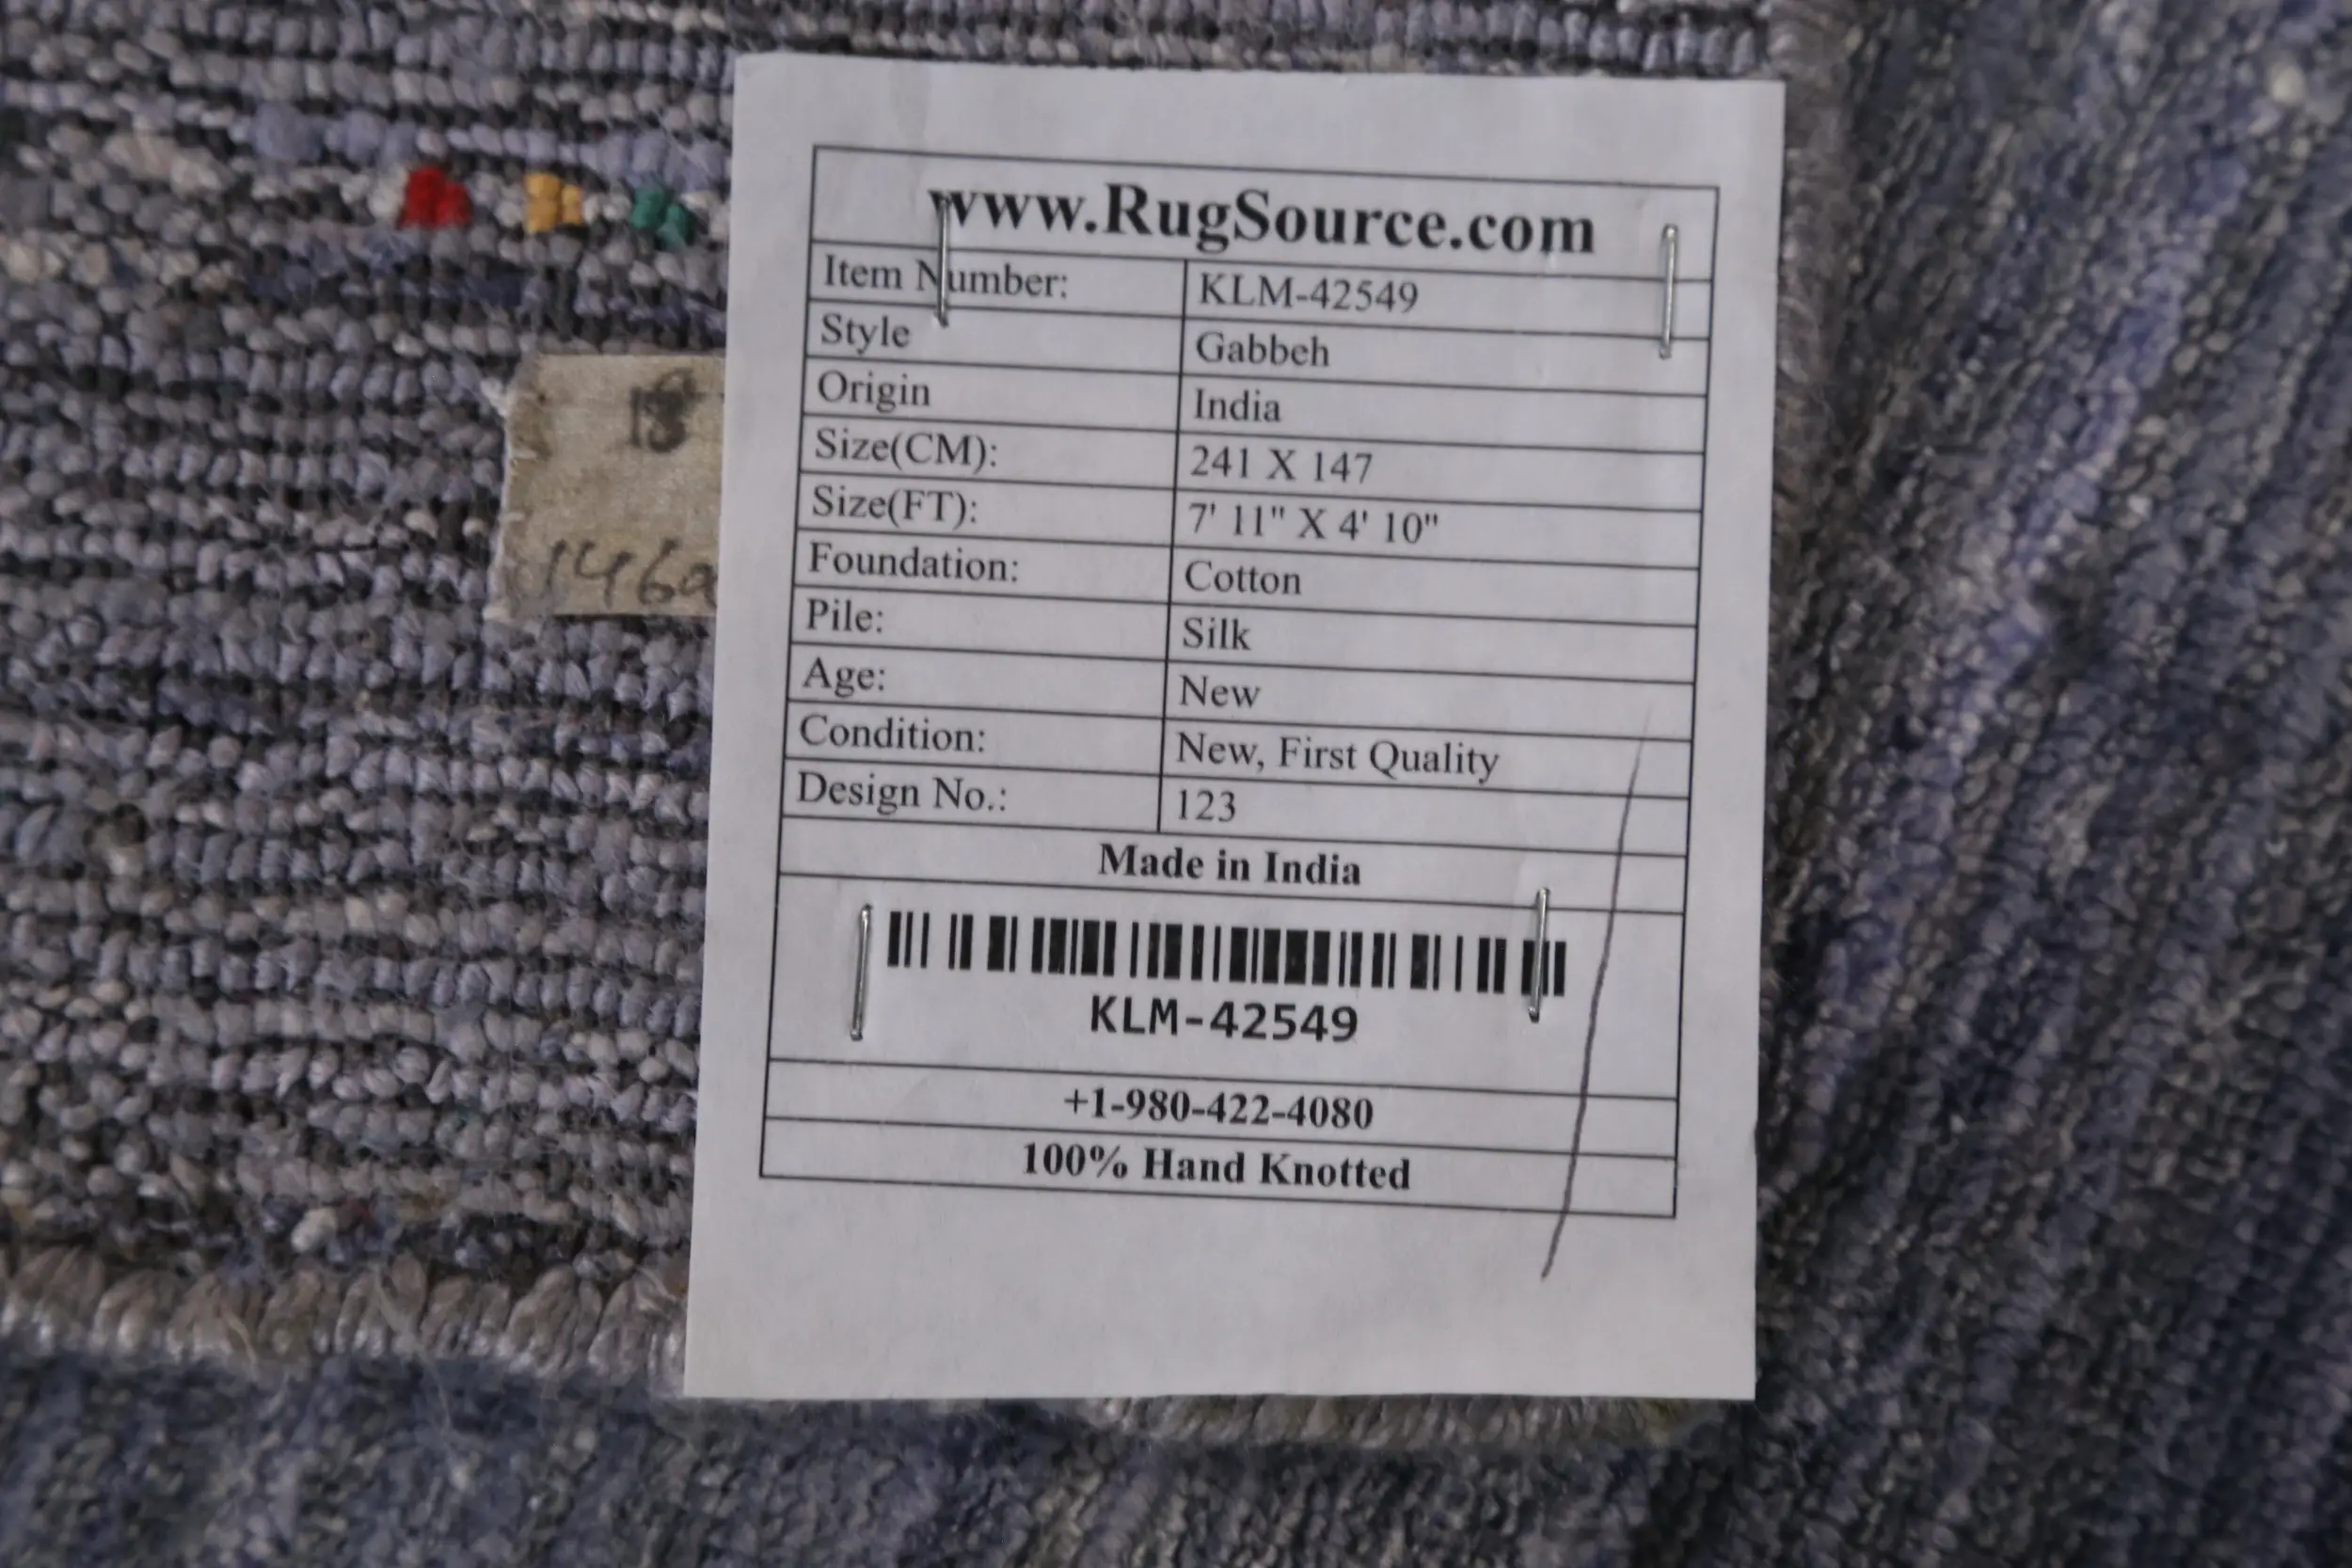 www.RugSource.com
Item Number: KLM-42549
Style Gabbeh
Origin India
Size(CM): 241 X 147
Size(FT): 7' 11" X 4' 10"
Foundation: Cotton
Pile: Silk
Age: New
Condition: New, First Quality
Design No.: 123
Made in India
KLM-42549
+1-980-422-4080
100% Hand Knotted